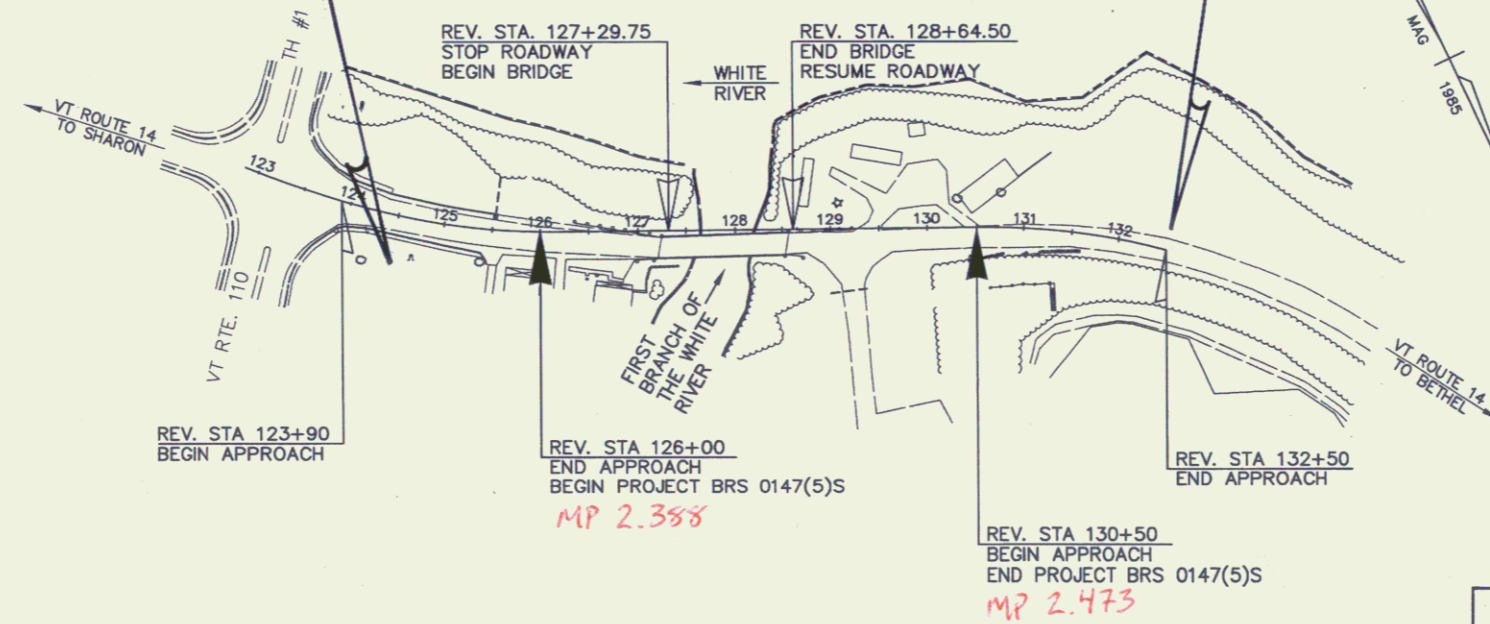 TH #1
REV. STA. 127+29.75
STOP ROADWAY
BEGIN BRIDGE
REV. STA. 128+64.50
END BRIDGE
RESUME ROADWAY
WHITE
RIVER
MAG
1985
VT ROUTE 14
TO SHARON
123
124
125
126
127
128
129
130
131
132
VT RTE. 110
FIRST
BRANCH OF
THE WHITE
RIVER
VT ROUTE 14
TO BETHEL
REV. STA 123+90
BEGIN APPROACH
REV. STA 126+00
END APPROACH
BEGIN PROJECT BRS 0147(5)S
MP 2.388
REV. STA 132+50
END APPROACH
REV. STA 130+50
BEGIN APPROACH
END PROJECT BRS 0147(5)S
MP 2.473